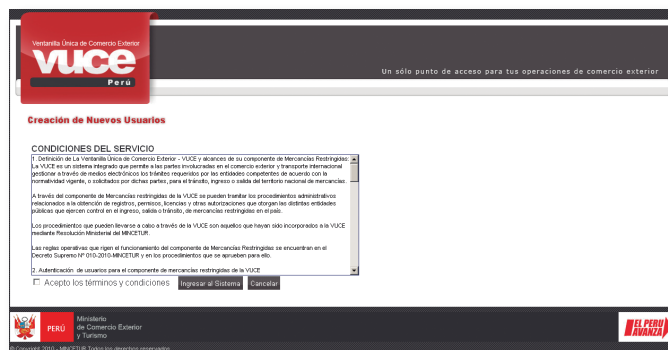 Ventanilla Única de Comercio Exterior
vuce
Perú
Un sólo punto de acceso para tus operaciones de comercio exterior
Creación de Nuevos Usuarios
CONDICIONES DEL SERVICIO
1. Definición de La Ventanilla Única de Comercio Exterior - VUCE y alcances de su componente de Mercancías Restringidas:
La VUCE es un sistema integrado que permite a las partes involucradas en el comercio exterior y transporte internacional
gestionar a través de medios electrónicos los trámites requeridos por las entidades competentes de acuerdo con la
normatividad vigente, o solicitados por dichas partes, para el tránsito, ingreso o salida del territorio nacional de mercancías.
A través del componente de Mercancías restringidas de la VUCE se pueden tramitar los procedimientos administrativos
relacionados a la obtención de registros, permisos, licencias y otras autorizaciones que otorgan las distintas entidades
públicas que ejercen control en el ingreso, salida o tránsito, de mercancías restringidas en el país.
Los procedimientos que pueden llevarse a cabo a través de la VUCE son aquellos que hayan sido incorporados a la VUCE
mediante Resolución Ministerial del MINCETUR.
Las reglas operativas que rigen el funcionamiento del componente de Mercancías Restringidas se encuentran en el
Decreto Supremo Nº 010-2010-MINCETUR y en los procedimientos que se aprueben para ello.
2. Autenticación de usuarios para el componente de mercancías restringidas de la VUCE
Acepto los términos y condiciones Ingresar al Sistema Cancelar
PERÚ
Ministerio
de Comercio Exterior
y Turismo
EL PERÚ
AVANZA
© Copyright 2010 - MINCETUR Todos los derechos reservados